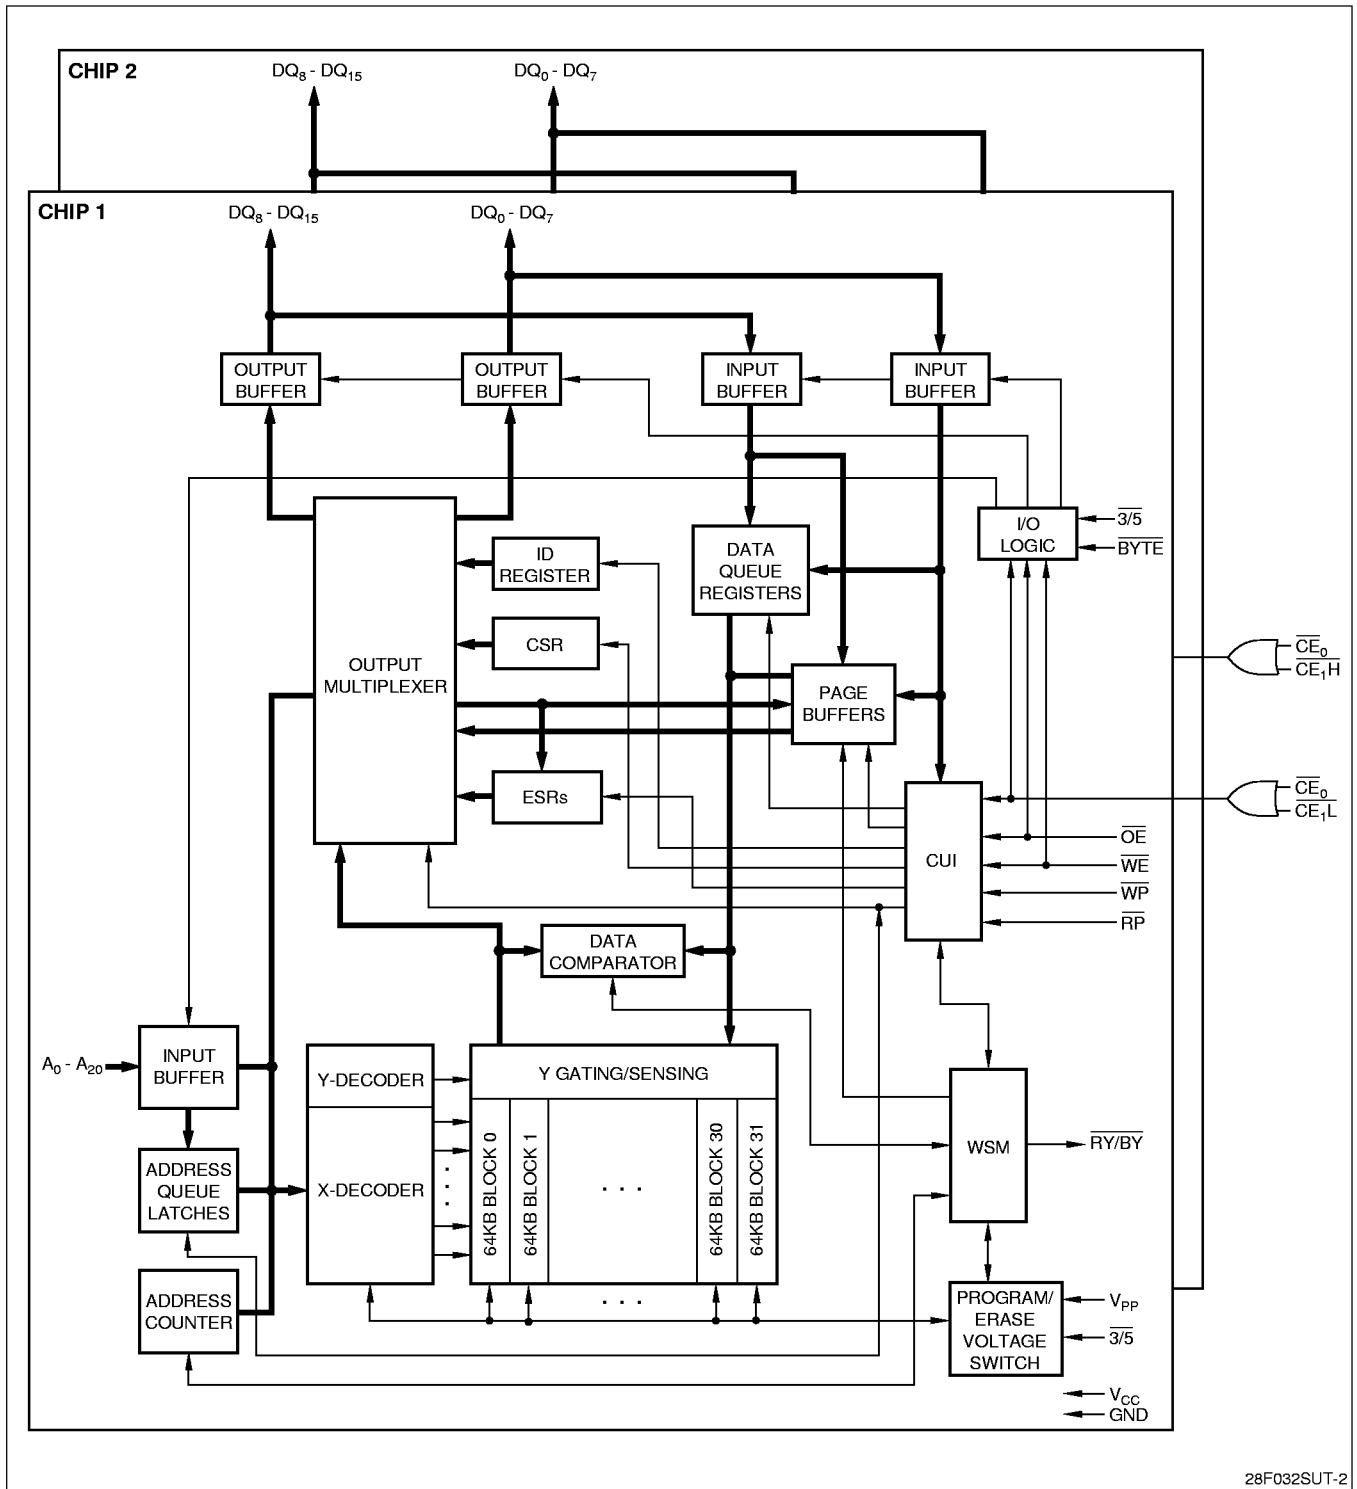 CHIP 2
DQ₈ - DQ₁₅
DQ₀ - DQ₇
CHIP 1
DQ₈ - DQ₁₅
DQ₀ - DQ₇
OUTPUT
BUFFER
OUTPUT
BUFFER
INPUT
BUFFER
INPUT
BUFFER
I/O
LOGIC
3/5
BYTE
OUTPUT
MULTIPLEXER
ID
REGISTER
DATA
QUEUE
REGISTERS
CSR
CE₀
CE₁H
PAGE
BUFFERS
ESRs
CE₀
CE₁L
CUI
OE
WE
WP
RP
DATA
COMPARATOR
A₀ - A₂₀
INPUT
BUFFER
Y-DECODER
Y GATING/SENSING
X-DECODER
64KB BLOCK 0
64KB BLOCK 1
. . .
64KB BLOCK 30
64KB BLOCK 31
WSM
RY/BY
ADDRESS
QUEUE
LATCHES
ADDRESS
COUNTER
. . .
PROGRAM/
ERASE
VOLTAGE
SWITCH
VPP
3/5
VCC
GND
28F032SUT-2